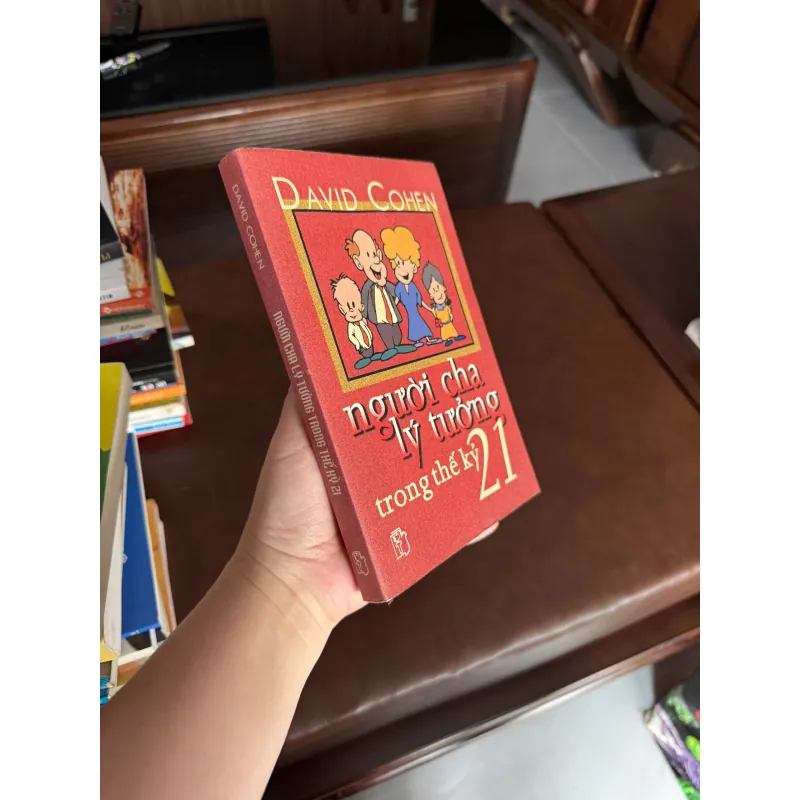 DAVID COHEN
người cha
lý tưởng
trong thế kỷ
21
DAVID COHEN
NGƯỜI CHA LÝ TƯỞNG TRONG THẾ KỶ 21